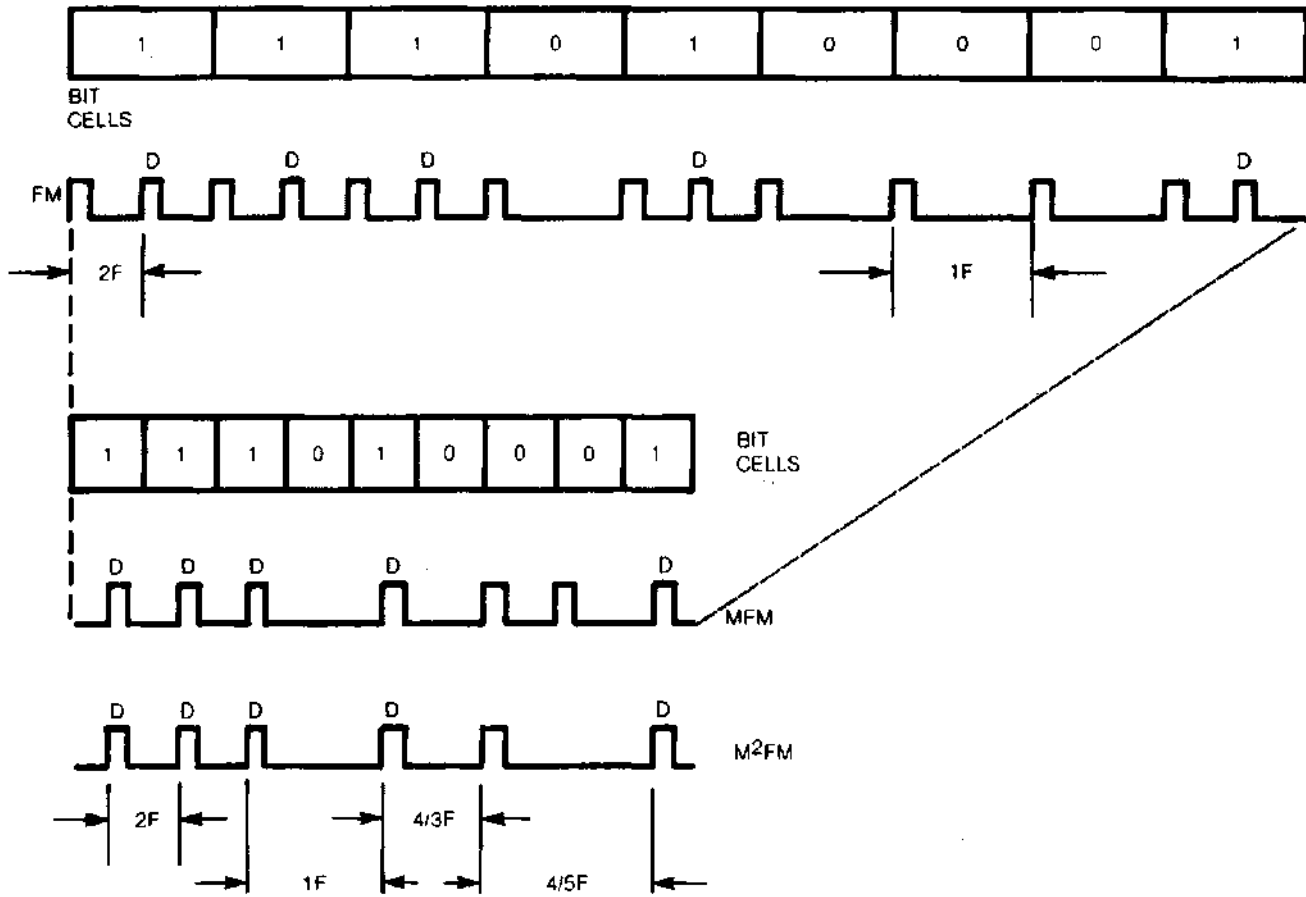 1 1 1 0 1 0 0 0 1
BIT
CELLS
D D D D D
FM
2F 1F
1 1 1 0 1 0 0 0 1
BIT
CELLS
D D D D D
MFM
D D D D D
M²FM
2F 4/3F
1F 4/5F